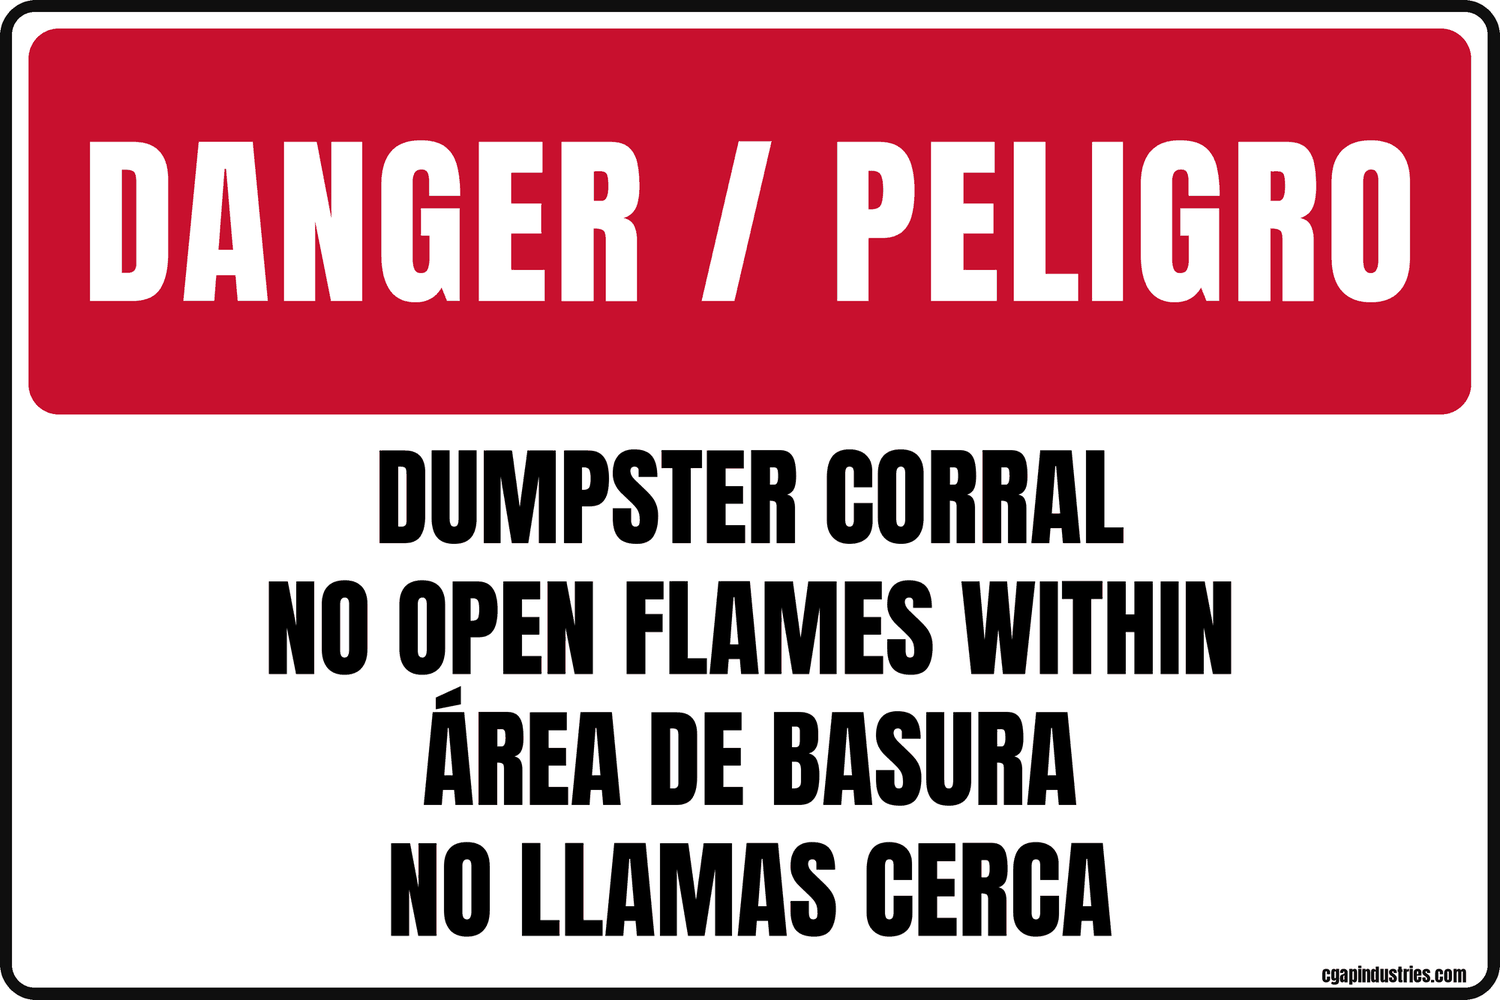 DANGER / PELIGRO
DUMPSTER CORRAL
NO OPEN FLAMES WITHIN
ÁREA DE BASURA
NO LLAMAS CERCA
cgapindustries.com